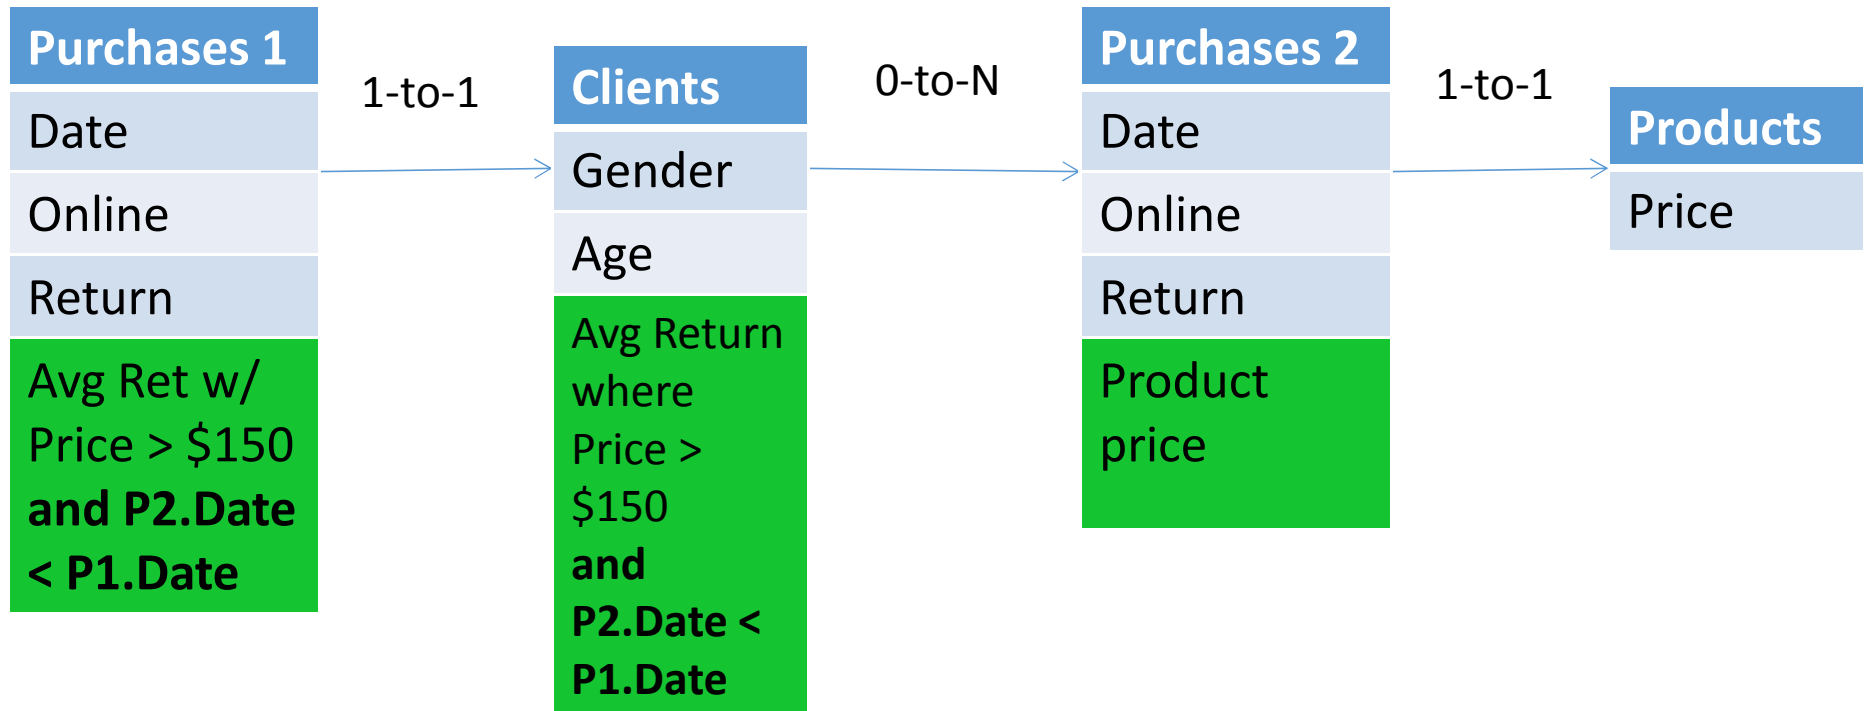 Purchases 1
Date
Online
Return
Avg Ret w/
Price > $150
and P2.Date
< P1.Date
1-to-1
Clients
Gender
Age
Avg Return
where
Price >
$150
and
P2.Date <
P1.Date
0-to-N
Purchases 2
Date
Online
Return
Product
price
1-to-1
Products
Price